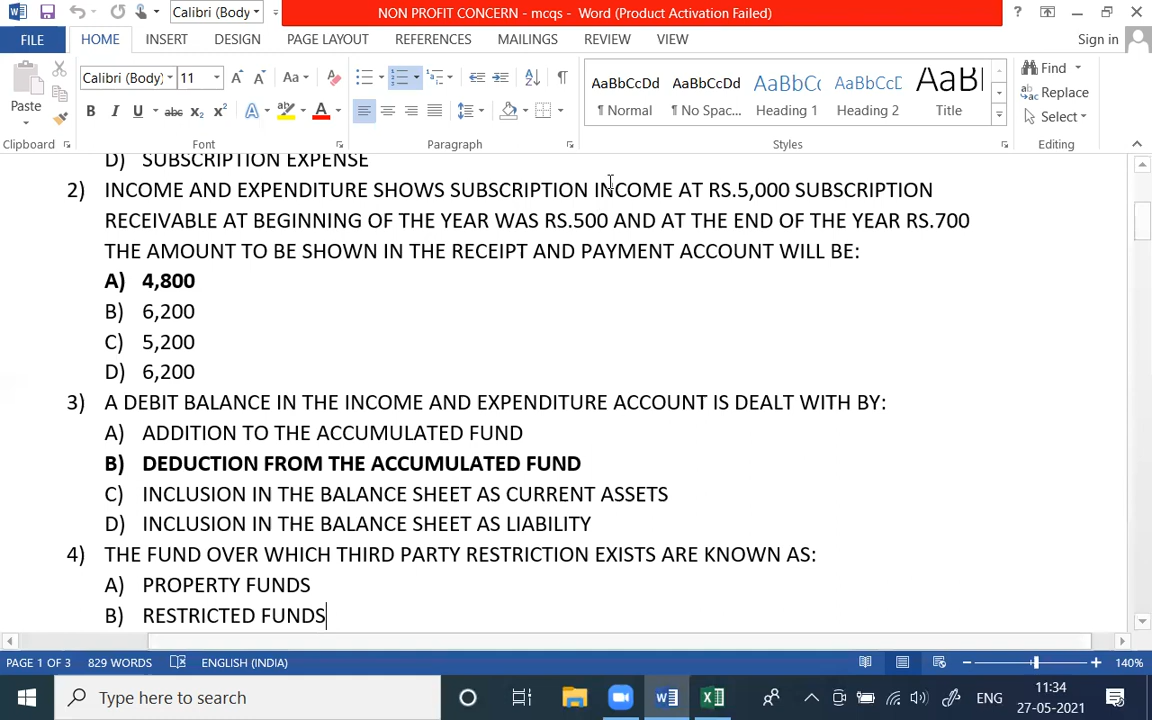 Calibri (Body)
NON PROFIT CONCERN - mcqs - Word (Product Activation Failed)
?
FILE
HOME
INSERT
DESIGN
PAGE LAYOUT
REFERENCES
MAILINGS
REVIEW
VIEW
Sign in
Paste
Calibri (Body)
11
A
A
Aa
B I U abc x₂ x²
A
A
AaBbCcDd
¶ Normal
AaBbCcDd
¶ No Spac...
AaBbCc
Heading 1
AaBbCcD
Heading 2
AaBbl
Title
Find
Replace
Select
Clipboard
Font
Paragraph
Styles
Editing
D) SUBSCRIPTION EXPENSE
2) INCOME AND EXPENDITURE SHOWS SUBSCRIPTION INCOME AT RS.5,000 SUBSCRIPTION
RECEIVABLE AT BEGINNING OF THE YEAR WAS RS.500 AND AT THE END OF THE YEAR RS.700
THE AMOUNT TO BE SHOWN IN THE RECEIPT AND PAYMENT ACCOUNT WILL BE:
A) 4,800
B) 6,200
C) 5,200
D) 6,200
3) A DEBIT BALANCE IN THE INCOME AND EXPENDITURE ACCOUNT IS DEALT WITH BY:
A) ADDITION TO THE ACCUMULATED FUND
B) DEDUCTION FROM THE ACCUMULATED FUND
C) INCLUSION IN THE BALANCE SHEET AS CURRENT ASSETS
D) INCLUSION IN THE BALANCE SHEET AS LIABILITY
4) THE FUND OVER WHICH THIRD PARTY RESTRICTION EXISTS ARE KNOWN AS:
A) PROPERTY FUNDS
B) RESTRICTED FUNDS
PAGE 1 OF 3
829 WORDS
ENGLISH (INDIA)
140%
Type here to search
ENG
11:34
27-05-2021